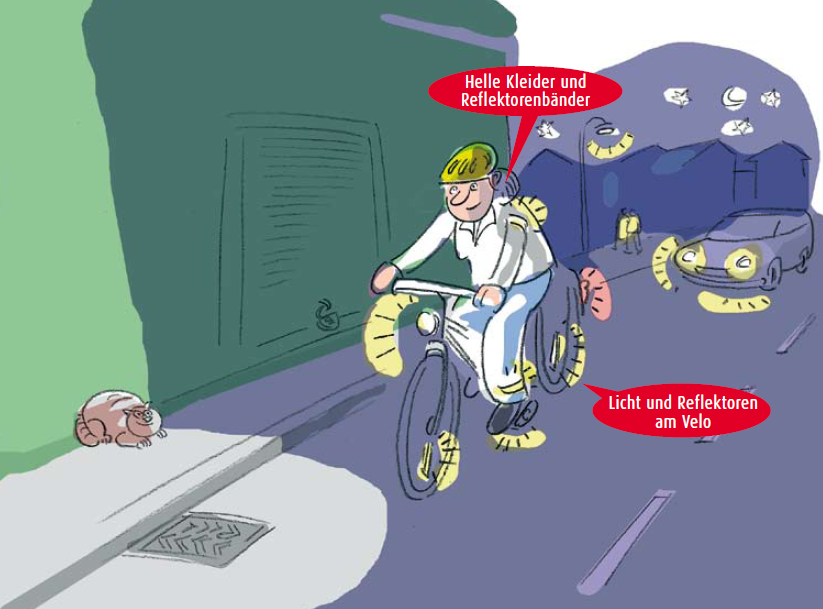 Helle Kleider und
Reflektorenbänder
Licht und Reflektoren
am Velo